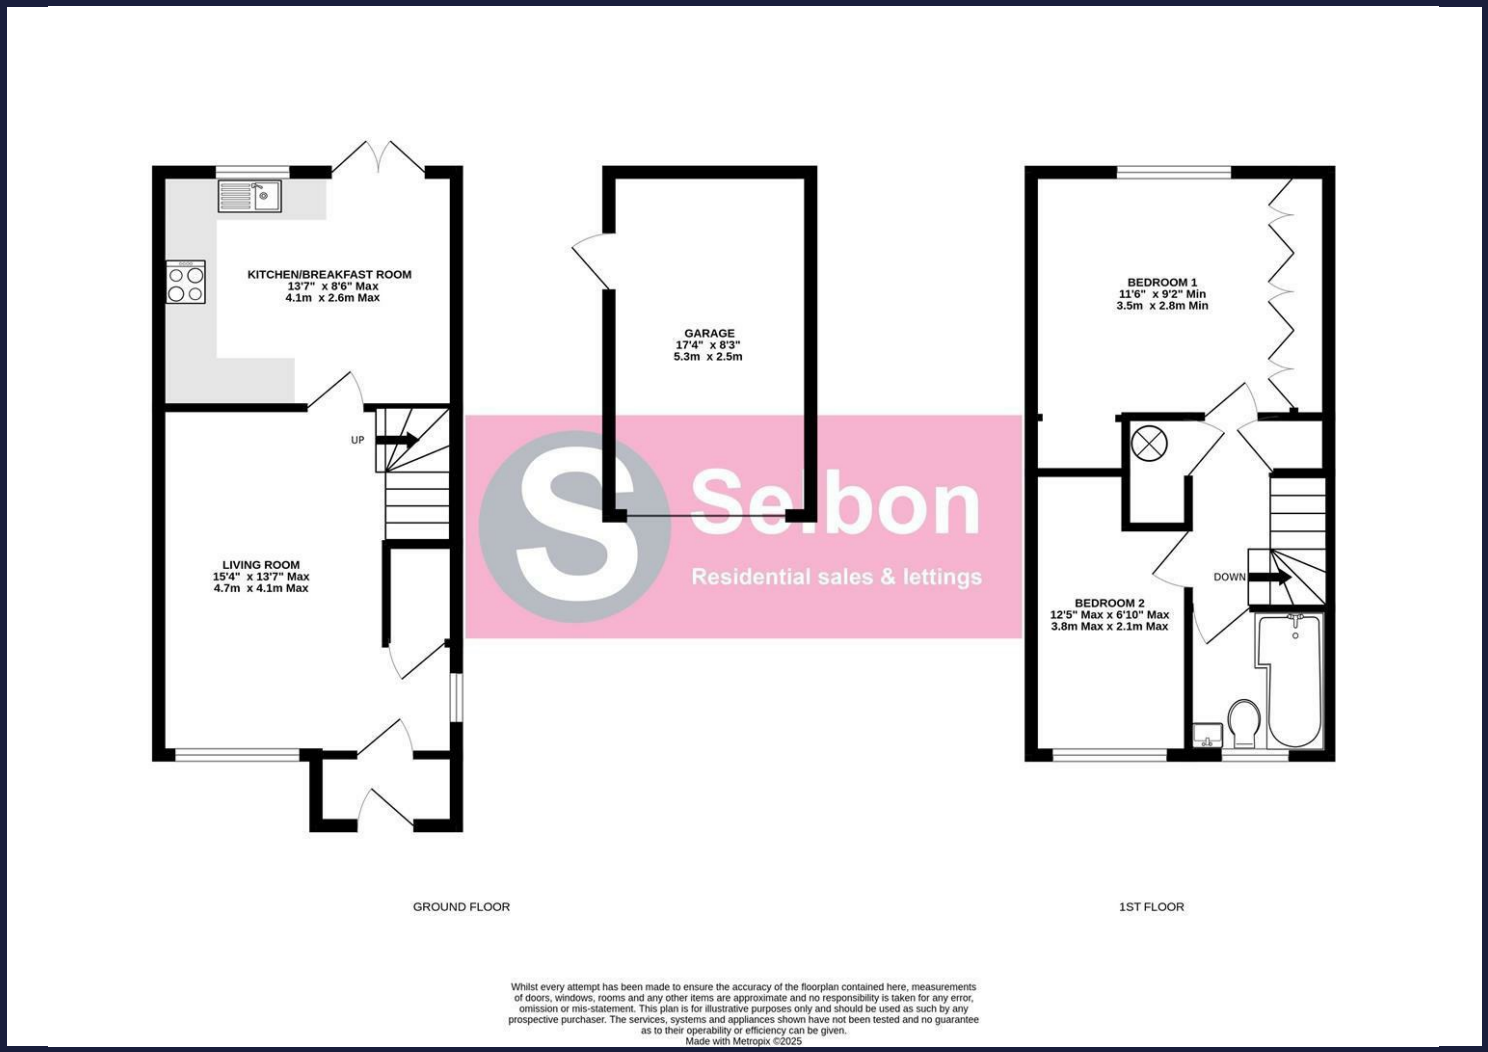 KITCHEN/BREAKFAST ROOM
13'7" x 8'6" Max
4.1m x 2.6m Max
UP
LIVING ROOM
15'4" x 13'7" Max
4.7m x 4.1m Max
GARAGE
17'4" x 8'3"
5.3m x 2.5m
S
Selbon
Residential sales & lettings
BEDROOM 1
11'6" x 9'2" Min
3.5m x 2.8m Min
DOWN
BEDROOM 2
12'5" Max x 6'10" Max
3.8m Max x 2.1m Max
GROUND FLOOR
1ST FLOOR
Whilst every attempt has been made to ensure the accuracy of the floorplan contained here, measurements
of doors, windows, rooms and any other items are approximate and no responsibility is taken for any error,
omission or mis-statement. This plan is for illustrative purposes only and should be used as such by any
prospective purchaser. The services, systems and appliances shown have not been tested and no guarantee
as to their operability or efficiency can be given.
Made with Metropix ©2025